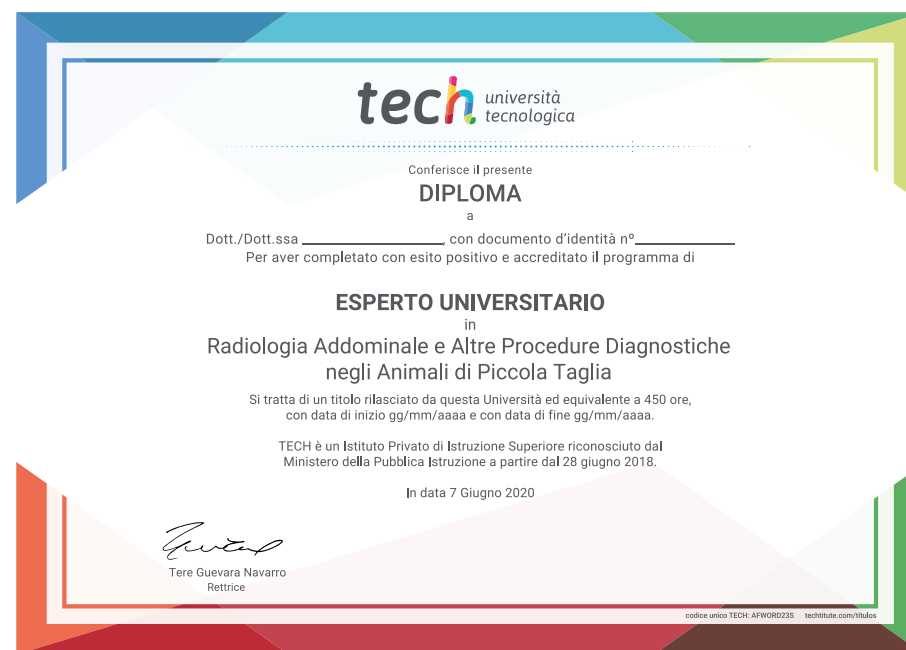 tech università
tecnologica
Conferisce il presente
DIPLOMA
a
Dott./Dott.ssa ____________________, con documento d'identità nº______________
Per aver completato con esito positivo e accreditato il programma di
ESPERTO UNIVERSITARIO
in
Radiologia Addominale e Altre Procedure Diagnostiche
negli Animali di Piccola Taglia
Si tratta di un titolo rilasciato da questa Università ed equivalente a 450 ore,
con data di inizio gg/mm/aaaa e con data di fine gg/mm/aaaa.
TECH è un Istituto Privato di Istruzione Superiore riconosciuto dal
Ministero della Pubblica Istruzione a partire dal 28 giugno 2018.
In data 7 Giugno 2020
Tere Guevara Navarro
Rettrice
codice unico TECH: AFWORD23S techtitute.com/titulos